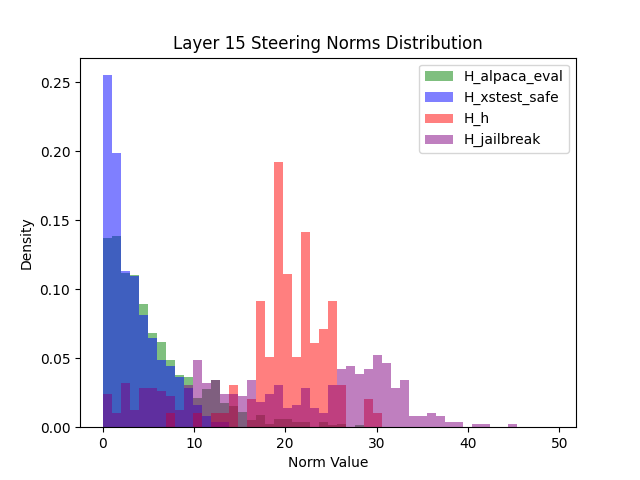 Layer 15 Steering Norms Distribution
H_alpaca_eval
H_xstest_safe
H_h
H_jailbreak
0.25
0.20
0.15
0.10
0.05
0.00
Density
0 10 20 30 40 50
Norm Value